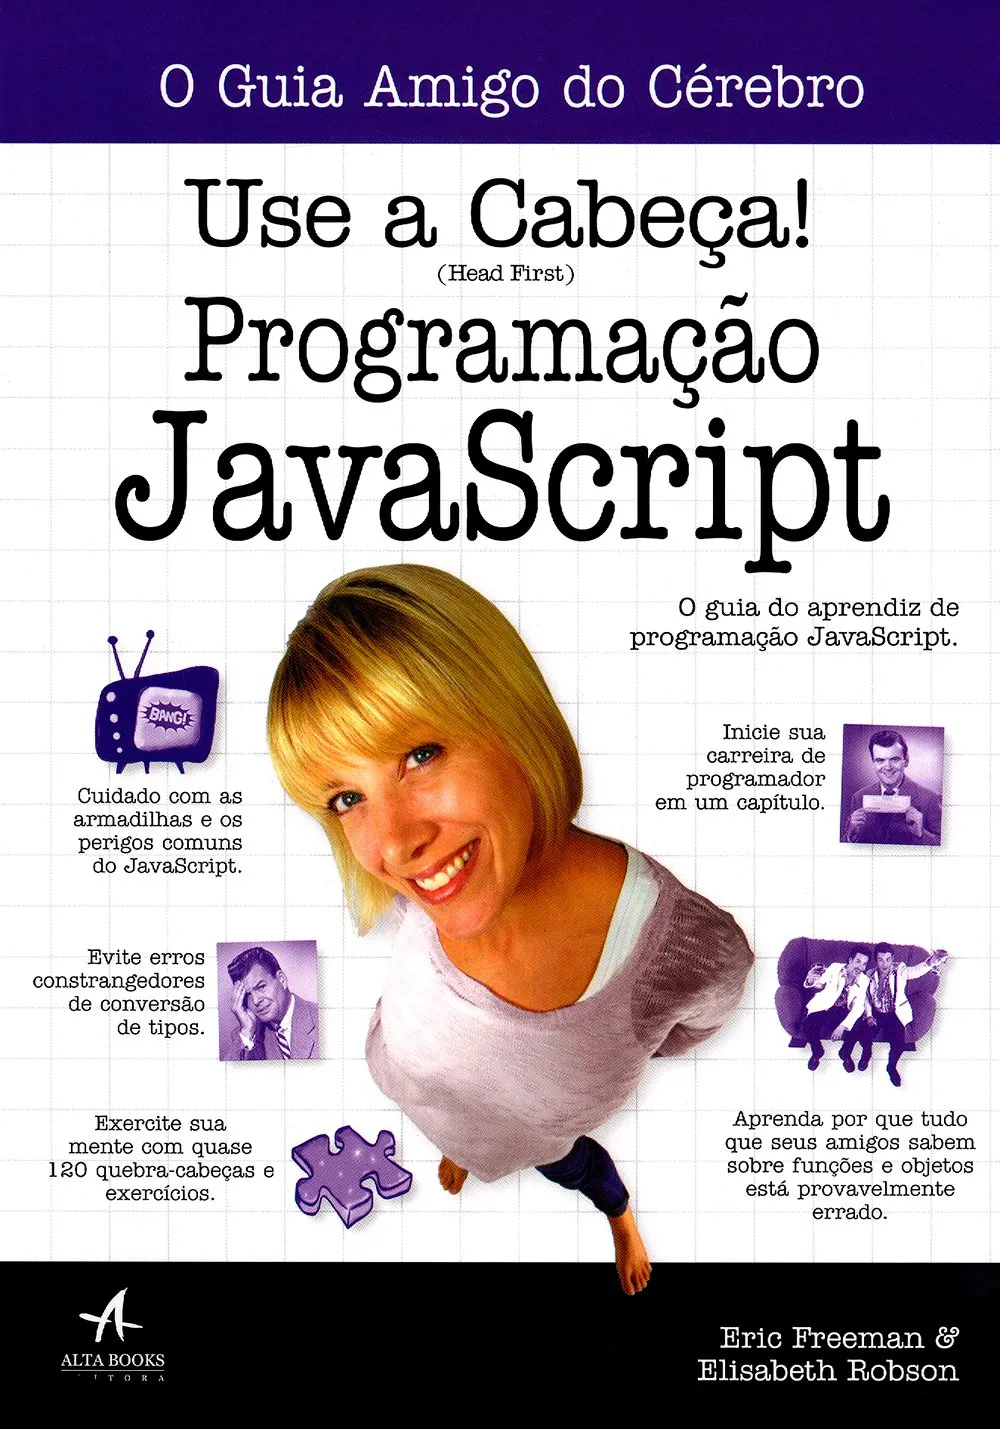 O Guia Amigo do Cérebro
Use a Cabeça!
(Head First)
Programação
JavaScript
O guia do aprendiz de
programação JavaScript.
BANG!
Cuidado com as
armadilhas e os
perigos comuns
do JavaScript.
Inicie sua
carreira de
programador
em um capítulo.
Evite erros
constrangedores
de conversão
de tipos.
Exercite sua
mente com quase
120 quebra-cabeças e
exercícios.
Aprenda por que tudo
que seus amigos sabem
sobre funções e objetos
está provavelmente
errado.
ALTA BOOKS
Eric Freeman &
Elisabeth Robson